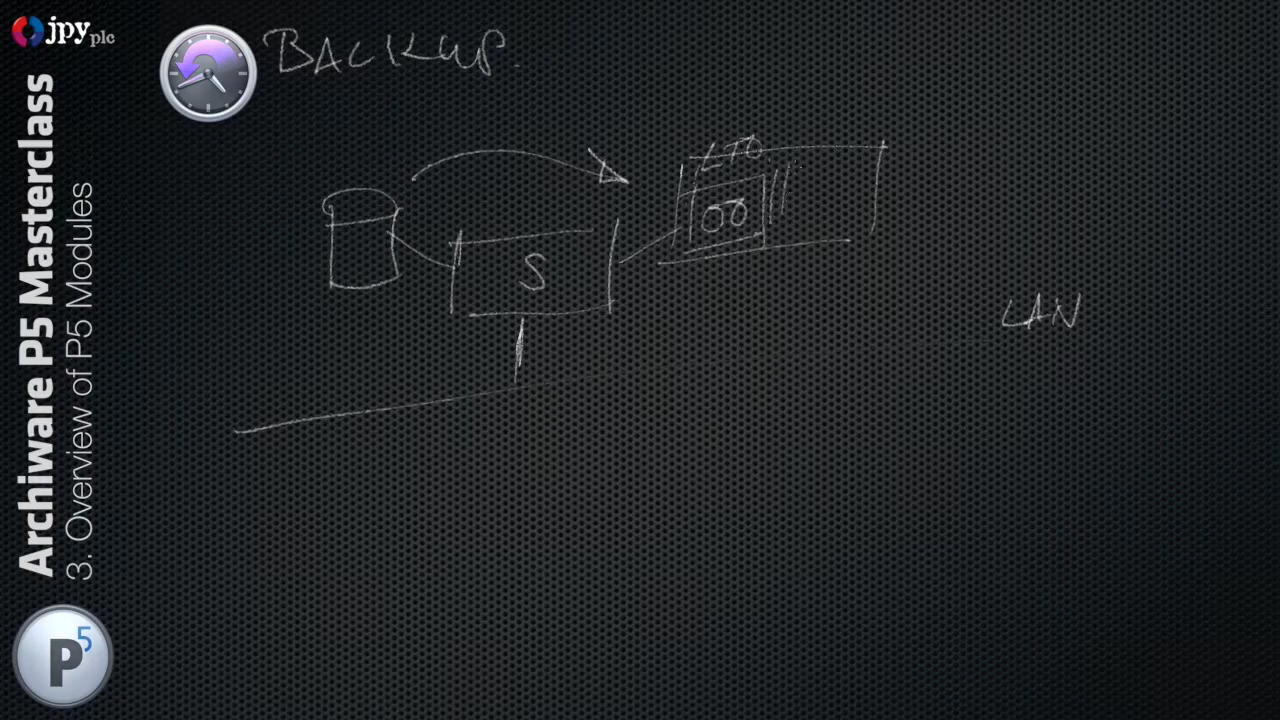 jpy plc
BACKUP.
LTO
S
LAN
Archiware P5 Masterclass
3. Overview of P5 Modules
P5